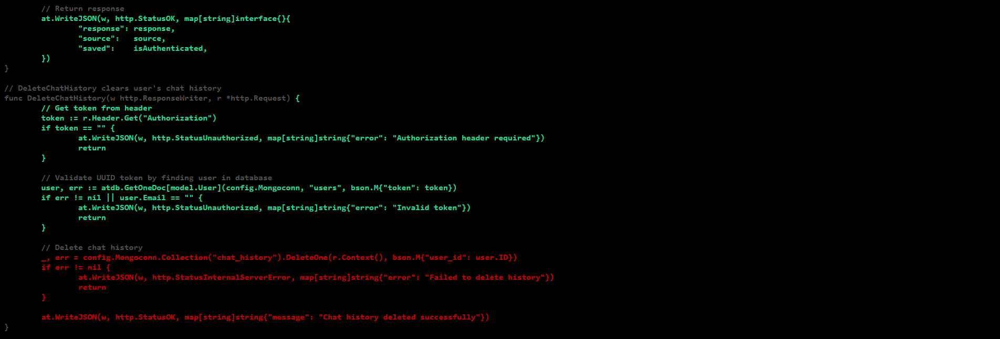 // Return response
at.WriteJSON(w, http.StatusOK, map[string]interface{}{
"response": response,
"source":   source,
"saved":    isAuthenticated,
})
}
// DeleteChatHistory clears user's chat history
func DeleteChatHistory(w http.ResponseWriter, r *http.Request) {
// Get token from header
token := r.Header.Get("Authorization")
if token == "" {
at.WriteJSON(w, http.StatusUnauthorized, map[string]string{"error": "Authorization header required"})
return
}
// Validate UUID token by finding user in database
user, err := atdb.GetOneDoc[model.User](config.Mongoconn, "users", bson.M{"token": token})
if err != nil || user.Email == "" {
at.WriteJSON(w, http.StatusUnauthorized, map[string]string{"error": "Invalid token"})
return
}
// Delete chat history
_, err = config.Mongoconn.Collection("chat_history").DeleteOne(r.Context(), bson.M{"user_id": user.ID})
if err != nil {
at.WriteJSON(w, http.StatusInternalServerError, map[string]string{"error": "Failed to delete history"})
return
}
at.WriteJSON(w, http.StatusOK, map[string]string{"message": "Chat history deleted successfully"})
}